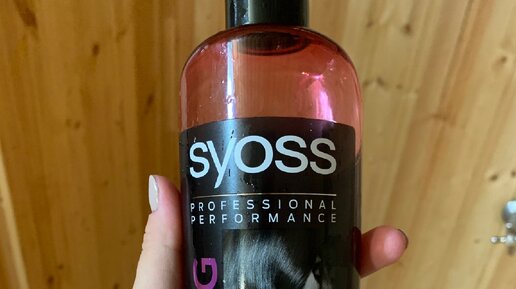 syoss
PROFESSIONAL
PERFORMANCE
G